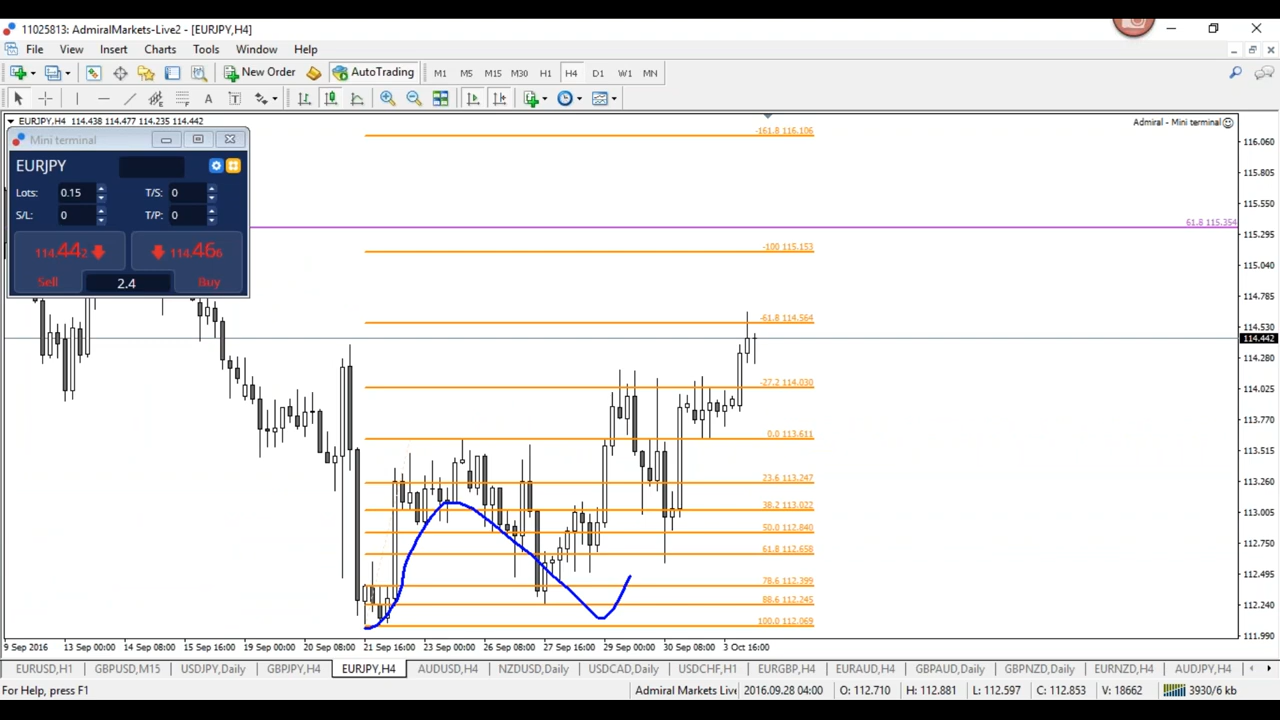 11025813: AdmiralMarkets-Live2 - [EURJPY,H4]
File View Insert Charts Tools Window Help
New Order AutoTrading M1 M5 M15 M30 H1 H4 D1 W1 MN
A T
EURJPY,H4 114.438 114.477 114.235 114.442
Admiral - Mini terminal
Mini terminal
EURJPY
Lots: 0.15 T/S: 0
S/L: 0 T/P: 0
114.442 114.466
Sell 2.4 Buy
-161.8 116.106
61.8 115.354
-100 115.153
-61.8 114.564
-27.2 114.030
0.0 113.611
23.6 113.247
38.2 113.022
50.0 112.840
61.8 112.658
78.6 112.399
88.6 112.245
100.0 112.069
116.060
115.805
115.550
115.295
115.040
114.785
114.530
114.442
114.280
114.025
113.770
113.515
113.260
113.005
112.750
112.495
112.240
111.990
9 Sep 2016 13 Sep 00:00 14 Sep 08:00 15 Sep 16:00 19 Sep 00:00 20 Sep 08:00 21 Sep 16:00 23 Sep 00:00 26 Sep 08:00 27 Sep 16:00 29 Sep 00:00 30 Sep 08:00 3 Oct 16:00
EURUSD,H1 GBPUSD,M15 USDJPY,Daily GBPJPY,H4 EURJPY,H4 AUDUSD,H4 NZDUSD,Daily USDCAD,Daily USDCHF,H1 EURGBP,H4 EURAUD,H4 GBPAUD,Daily GBPNZD,Daily EURNZD,H4 AUDJPY,H4
For Help, press F1 Admiral Markets Live 2016.09.28 04:00 O: 112.710 H: 112.881 L: 112.597 C: 112.853 V: 18662 3930/6 kb